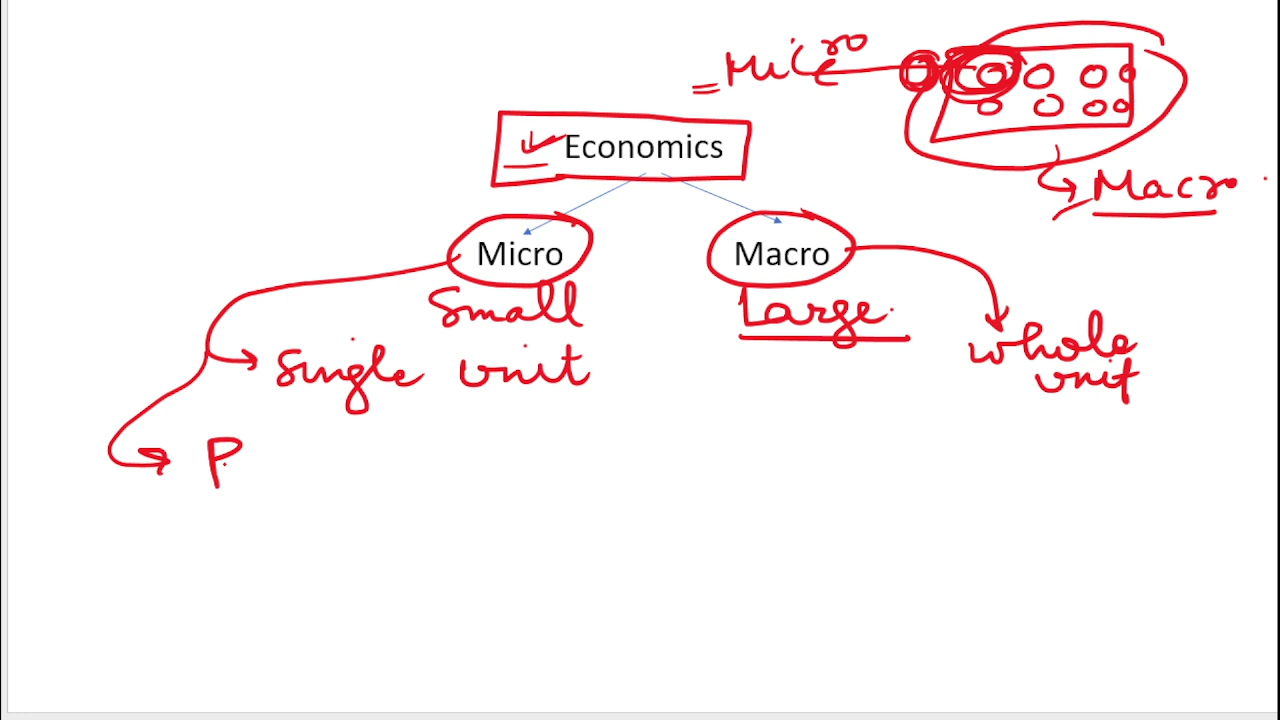 Micro
Economics
Macro
Micro
Macro
Small
Large
Single unit
whole
unit
P